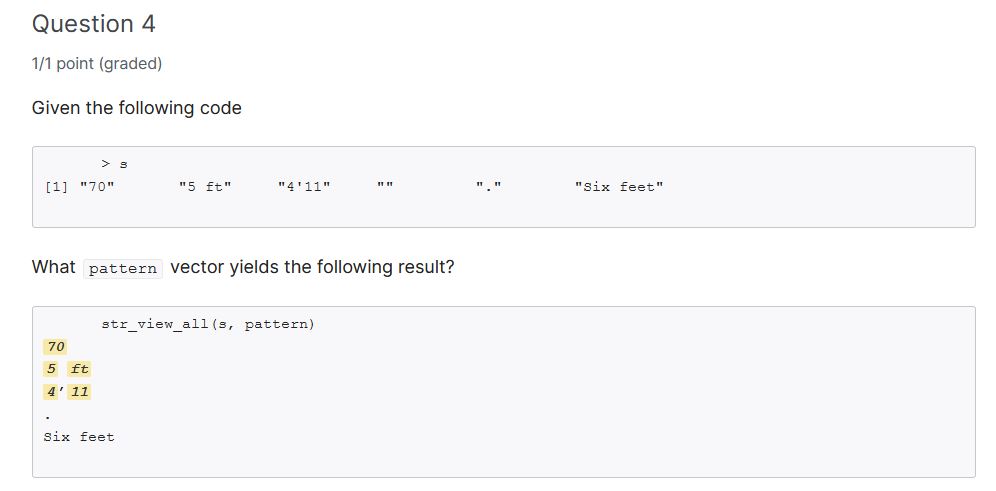 Question 4
1/1 point (graded)
Given the following code
> s
[1] "70" "5 ft" "4'11" "" "." "Six feet"
What pattern vector yields the following result?
str_view_all(s, pattern)
70
5 ft
4'11
.
Six feet